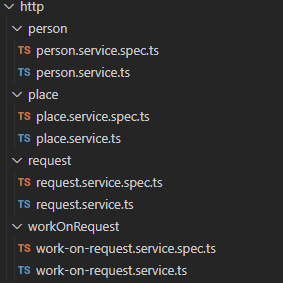 http
person
TS person.service.spec.ts
TS person.service.ts
place
TS place.service.spec.ts
TS place.service.ts
request
TS request.service.spec.ts
TS request.service.ts
workOnRequest
TS work-on-request.service.spec.ts
TS work-on-request.service.ts